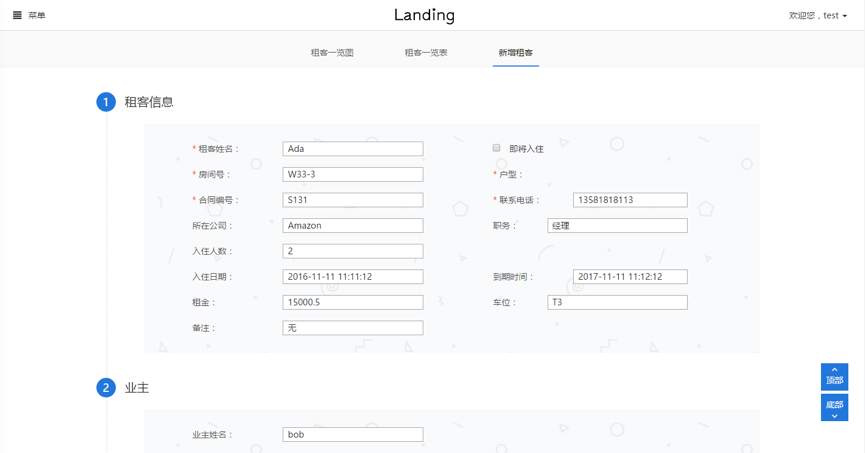 菜单
Landing
欢迎您，test
租客一览图 租客一览表 新增租客
1 租客信息
* 租客姓名： Ada 即将入住
* 房间号： W33-3 * 户型：
* 合同编号： S131 * 联系电话： 13581818113
所在公司： Amazon 职务： 经理
入住人数： 2
入住日期： 2016-11-11 11:11:12 到期时间： 2017-11-11 11:12:12
租金： 15000.5 车位： T3
备注： 无
顶部
底部
2 业主
业主姓名： bob